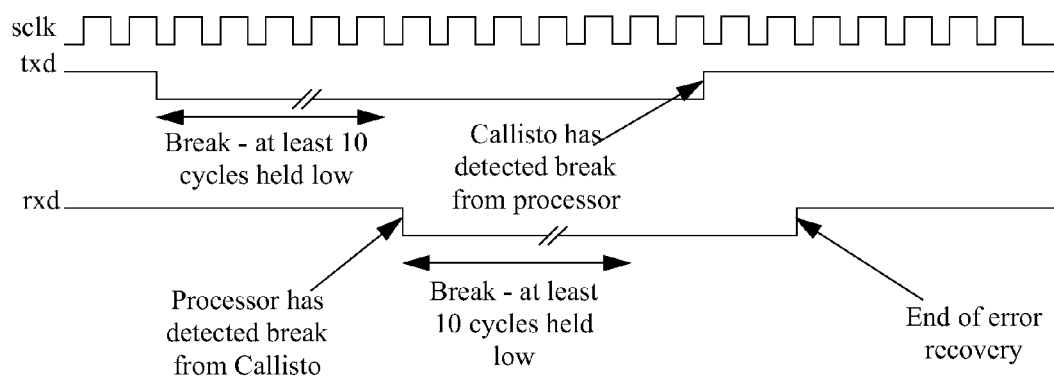 sclk
txd
Break - at least 10
cycles held low
Callisto has
detected break
from processor
rxd
Processor has
detected break
from Callisto
Break - at least
10 cycles held
low
End of error
recovery